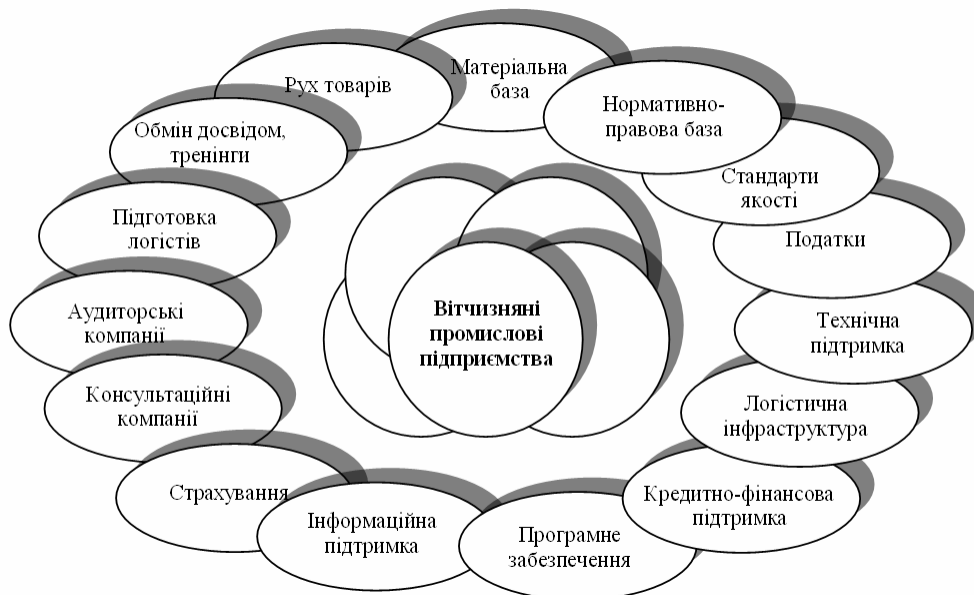 Матеріальна
база
Нормативно-
правова база
Стандарти
якості
Податки
Технічна
підтримка
Логістична
інфраструктура
Кредитно-фінансова
підтримка
Програмне
забезпечення
Інформаційна
підтримка
Страхування
Консультаційні
компанії
Аудиторські
компанії
Підготовка
логістів
Обмін досвідом,
тренінги
Рух товарів
Вітчизняні
промислові
підприємства